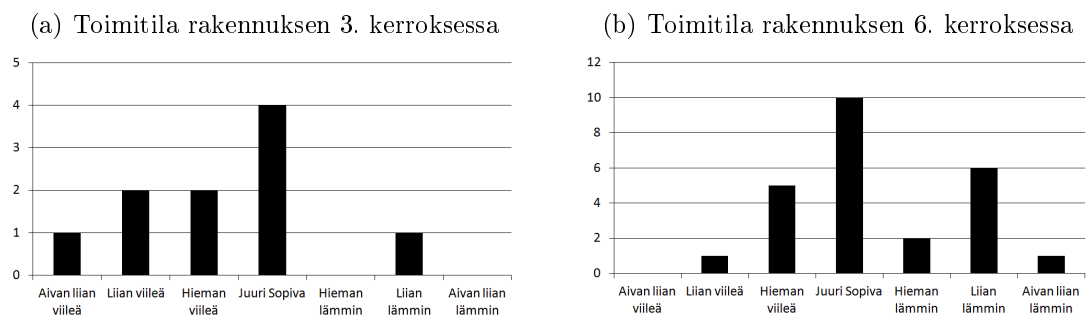 (a) Toimitila rakennuksen 3. kerroksessa
5
4
3
2
1
0
Aivan liian viileä
Liian viileä
Hieman viileä
Juuri Sopiva
Hieman lämmin
Liian lämmin
Aivan liian lämmin
(b) Toimitila rakennuksen 6. kerroksessa
12
10
8
6
4
2
0
Aivan liian viileä
Liian viileä
Hieman viileä
Juuri Sopiva
Hieman lämmin
Liian lämmin
Aivan liian lämmin